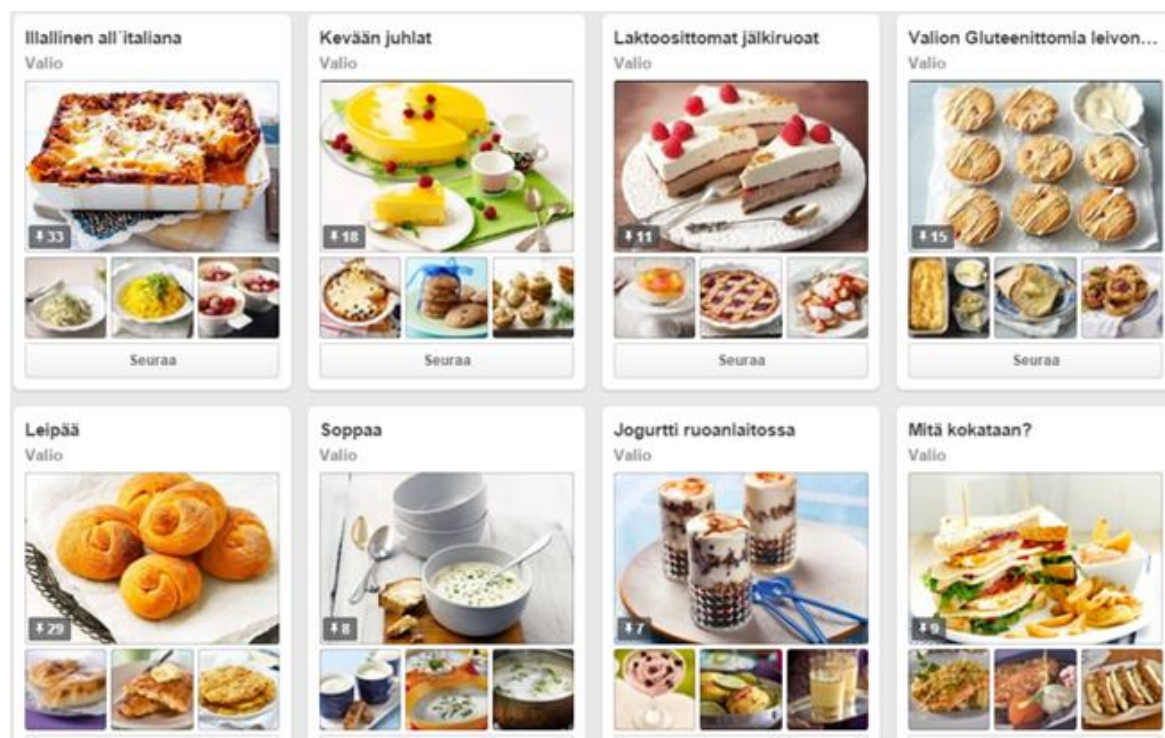 Illallinen all´italiana
Valio
33
Seuraa
Kevään juhlat
Valio
18
Seuraa
Laktoosittomat jälkiruoat
Valio
11
Seuraa
Valion Gluteenittomia leivon...
Valio
15
Seuraa
Leipää
Valio
29
Soppaa
Valio
8
Jogurtti ruoanlaitossa
Valio
7
Mitä kokataan?
Valio
9